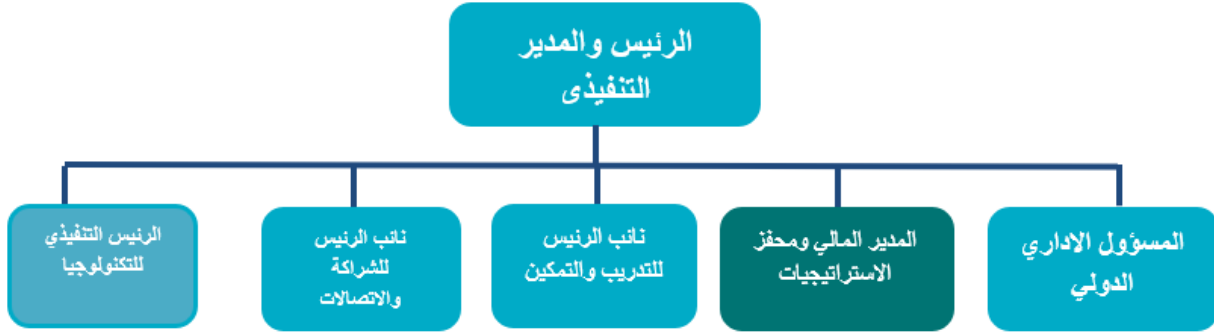 الرئيس والمدير
التنفيذى
المسؤول الاداري
الدولي
المدير المالي ومحفز
الاستراتيجيات
نائب الرئيس
للتدريب والتمكين
نائب الرئيس
للشراكة
والاتصالات
الرئيس التنفيذي
للتكنولوجيا